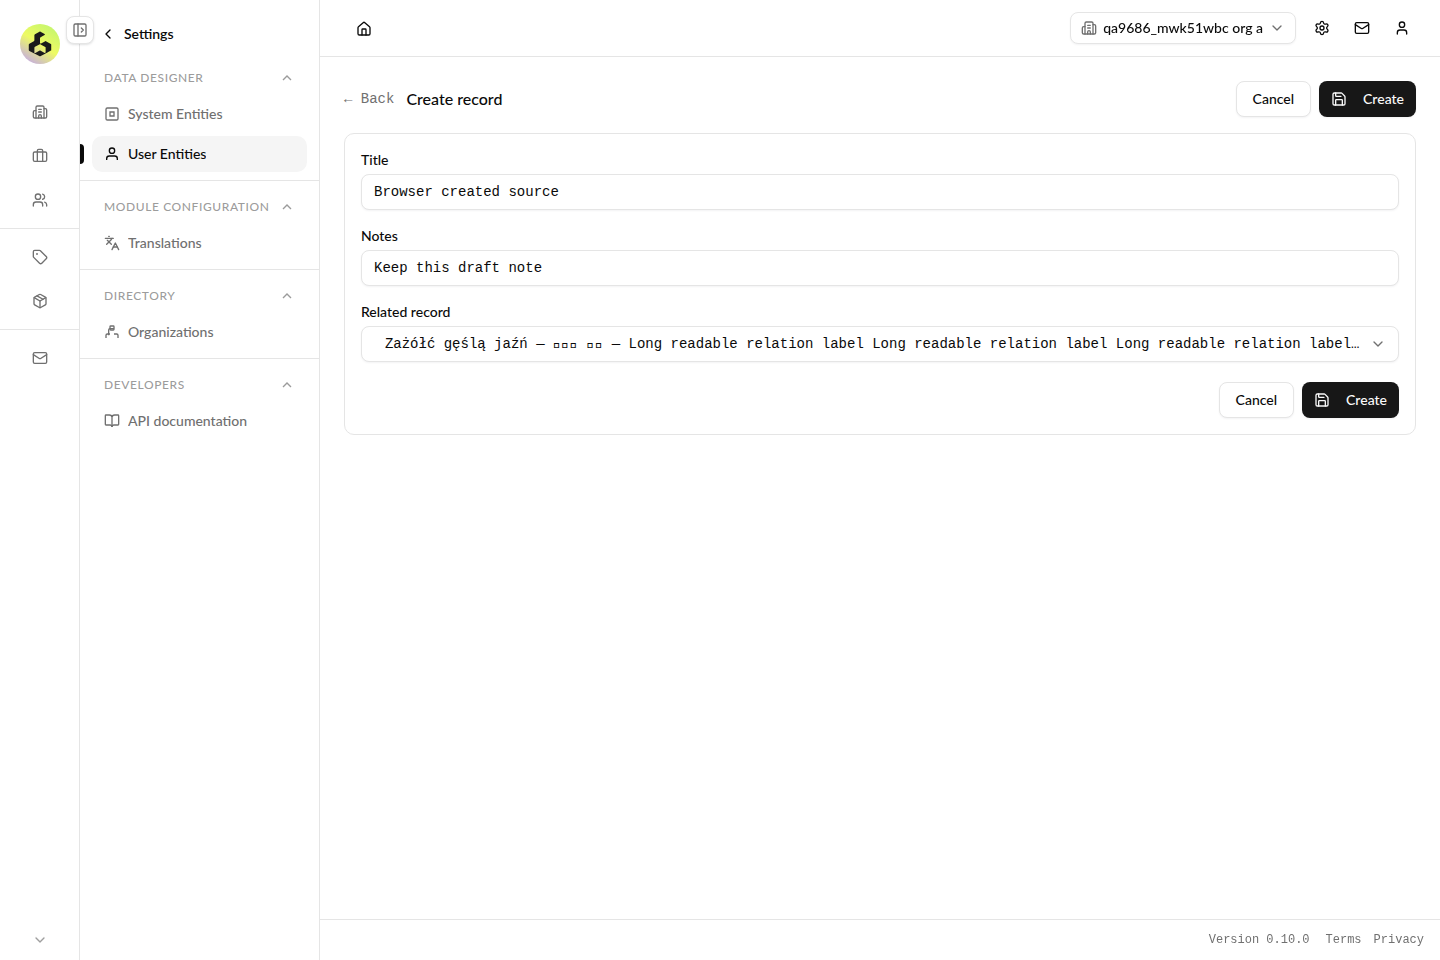 Settings
DATA DESIGNER
System Entities
User Entities
MODULE CONFIGURATION
Translations
DIRECTORY
Organizations
DEVELOPERS
API documentation
qa9686_mwk51wbc org a
← Back Create record
Cancel
Create
Title
Browser created source
Notes
Keep this draft note
Related record
Zażółć gęślą jaźń — — Long readable relation label Long readable relation label Long readable relation label…
Cancel
Create
Version 0.10.0 Terms Privacy